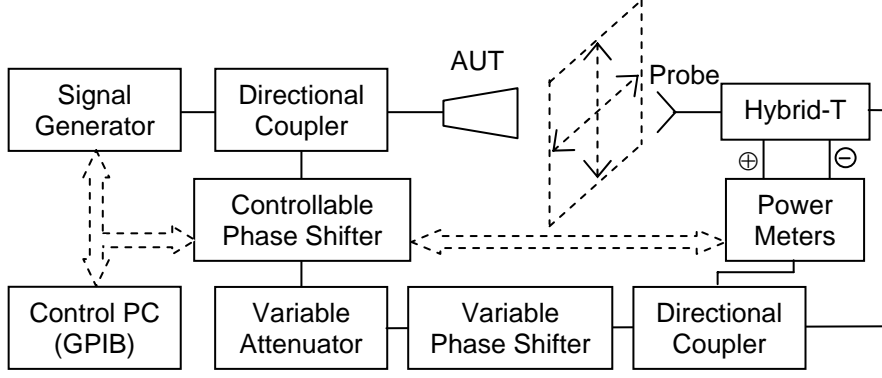 AUT
Probe
Signal
Generator
Directional
Coupler
Hybrid-T
⊕
⊖
Controllable
Phase Shifter
Power
Meters
Control PC
(GPIB)
Variable
Attenuator
Variable
Phase Shifter
Directional
Coupler